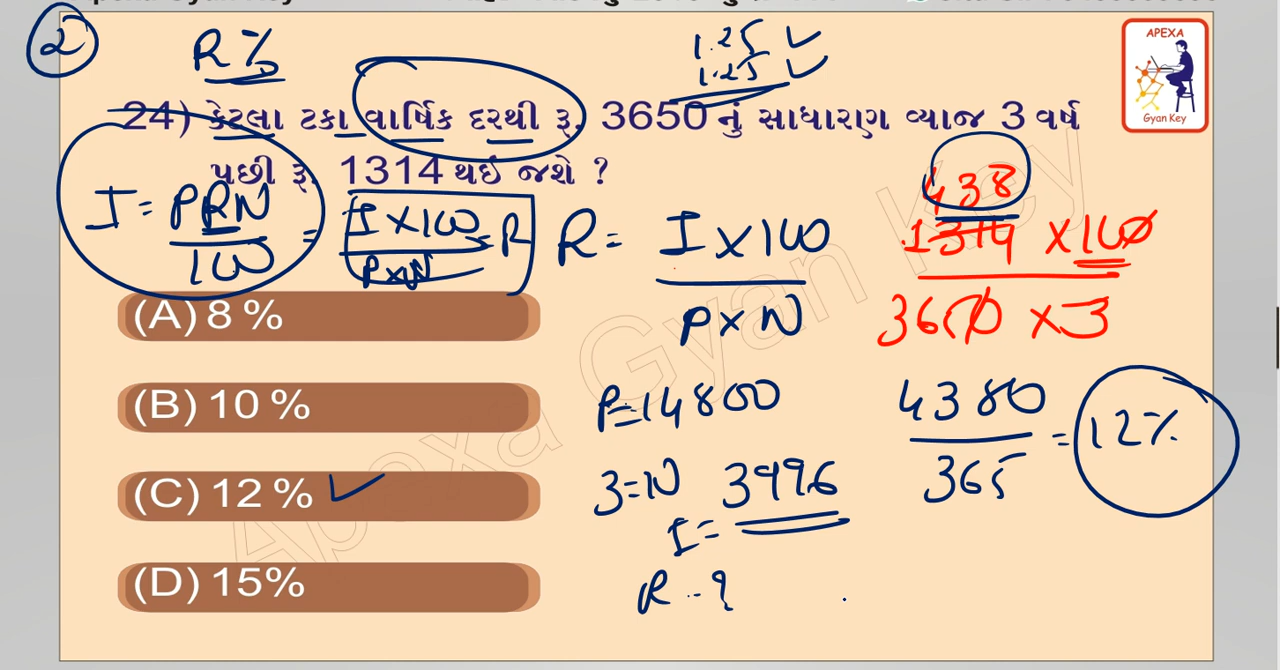 2
R%
1.25 ✓
1.25 ✓
APEXA
Gyan Key
24) કેટલા ટકા વાર્ષિક દરથી રૂ. 3650 નું સાધારણ વ્યાજ 3 વર્ષ
પછી રૂ. 1314 થઈ જશે ?
I = PRN / 100 = I × 100 / P×N = R
R = I × 100 / P × N
438
1314 × 100
3650 × 3
(A) 8 %
(B) 10 %
(C) 12 % ✓
(D) 15%
P=14800
3=N
I= 3996
R = ?
4380 / 365 = 12%
Apexa Gyan Key